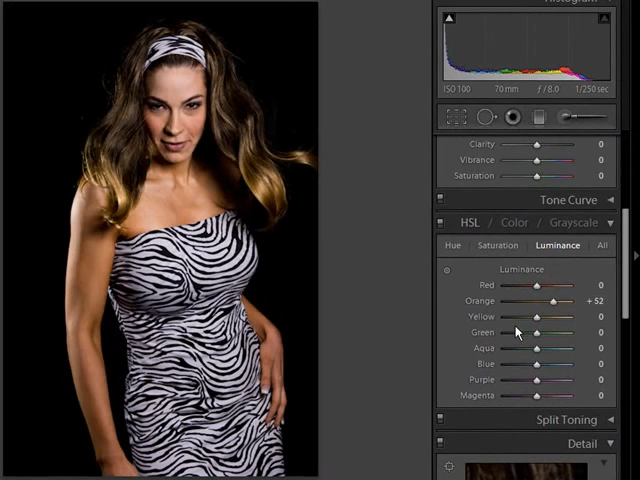 Histogram
ISO 100 70 mm ƒ / 8.0 1/250 sec
Clarity 0
Vibrance 0
Saturation 0
Tone Curve
HSL / Color / Grayscale
Hue Saturation Luminance All
Luminance
Red 0
Orange + 52
Yellow 0
Green 0
Aqua 0
Blue 0
Purple 0
Magenta 0
Split Toning
Detail